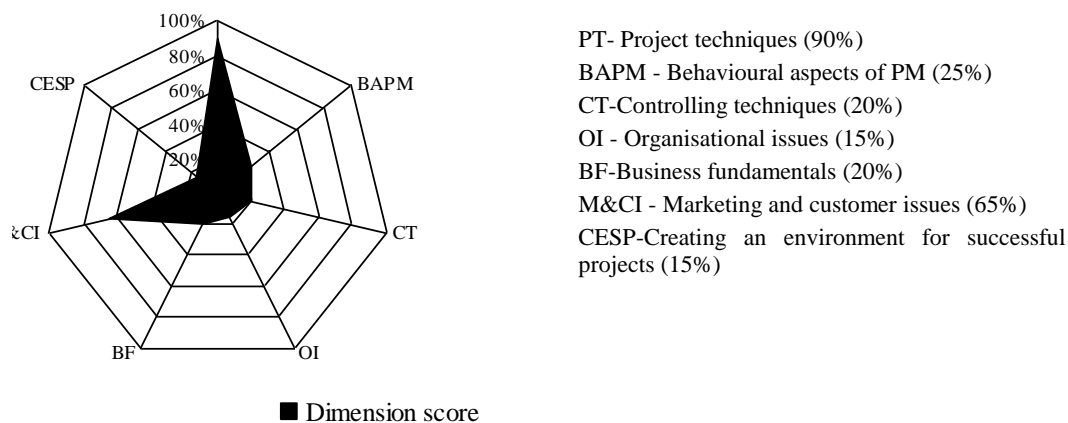 100%
80%
60%
40%
20%
CESP
BAPM
&CI
CT
BF
OI
Dimension score
PT- Project techniques (90%)
BAPM - Behavioural aspects of PM (25%)
CT-Controlling techniques (20%)
OI - Organisational issues (15%)
BF-Business fundamentals (20%)
M&CI - Marketing and customer issues (65%)
CESP-Creating an environment for successful
projects (15%)